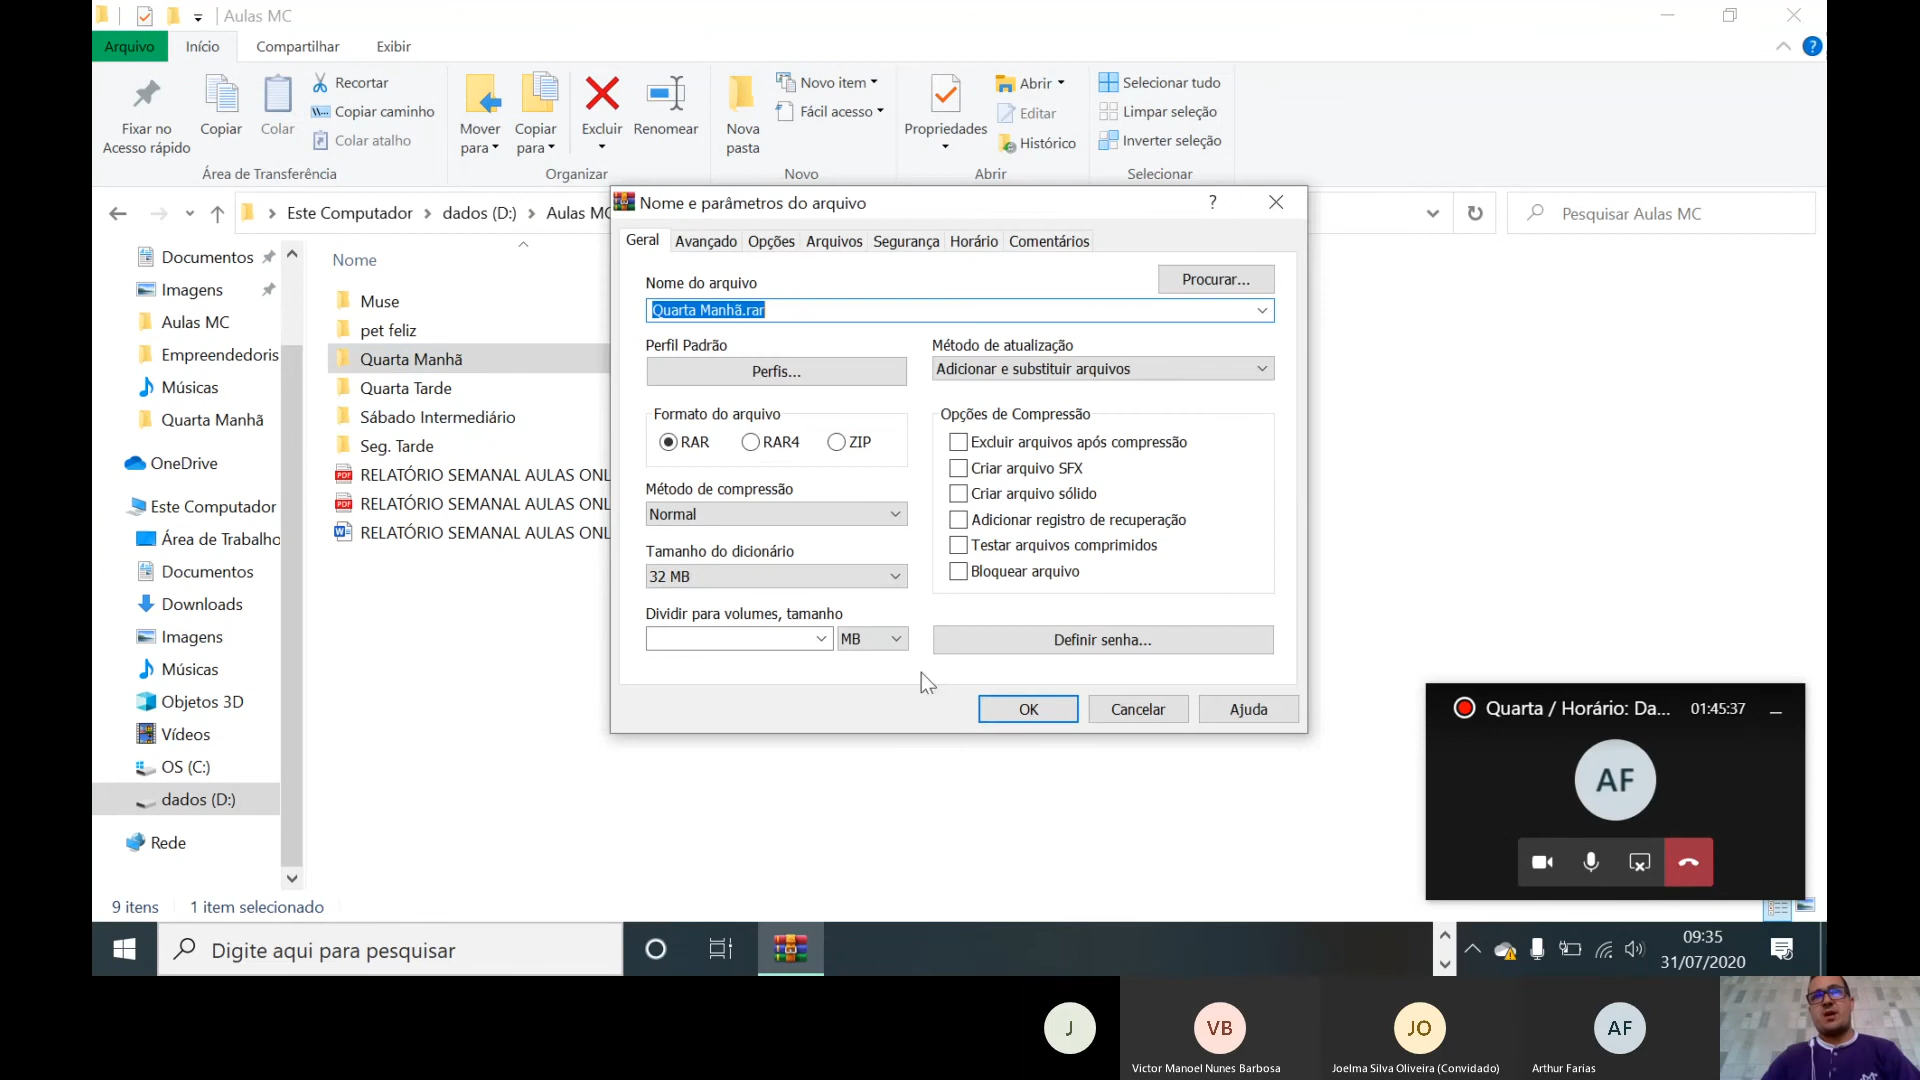 Aulas MC
Arquivo Início Compartilhar Exibir
Fixar no
Acesso rápido
Copiar
Colar
Recortar
Copiar caminho
Colar atalho
Mover
para
Copiar
para
Excluir
Renomear
Nova
pasta
Novo item
Fácil acesso
Propriedades
Abrir
Editar
Histórico
Selecionar tudo
Limpar seleção
Inverter seleção
Área de Transferência Organizar Novo Abrir Selecionar
Este Computador dados (D:) Aulas MC
Pesquisar Aulas MC
Documentos
Imagens
Aulas MC
Empreendedoris
Músicas
Quarta Manhã
OneDrive
Este Computador
Área de Trabalho
Documentos
Downloads
Imagens
Músicas
Objetos 3D
Vídeos
OS (C:)
dados (D:)
Rede
Nome
Muse
pet feliz
Quarta Manhã
Quarta Tarde
Sábado Intermediário
Seg. Tarde
RELATÓRIO SEMANAL AULAS ONL
RELATÓRIO SEMANAL AULAS ONL
RELATÓRIO SEMANAL AULAS ONL
9 itens 1 item selecionado
Nome e parâmetros do arquivo
Geral Avançado Opções Arquivos Segurança Horário Comentários
Nome do arquivo
Procurar...
Quarta Manhã.rar
Perfil Padrão
Perfis...
Método de atualização
Adicionar e substituir arquivos
Formato do arquivo
RAR RAR4 ZIP
Método de compressão
Normal
Tamanho do dicionário
32 MB
Dividir para volumes, tamanho
MB
Opções de Compressão
Excluir arquivos após compressão
Criar arquivo SFX
Criar arquivo sólido
Adicionar registro de recuperação
Testar arquivos comprimidos
Bloquear arquivo
Definir senha...
OK Cancelar Ajuda
Quarta / Horário: Da... 01:45:37
AF
Digite aqui para pesquisar
09:35
31/07/2020
J
VB
JO
AF
Victor Manoel Nunes Barbosa
Joelma Silva Oliveira (Convidado)
Arthur Farias